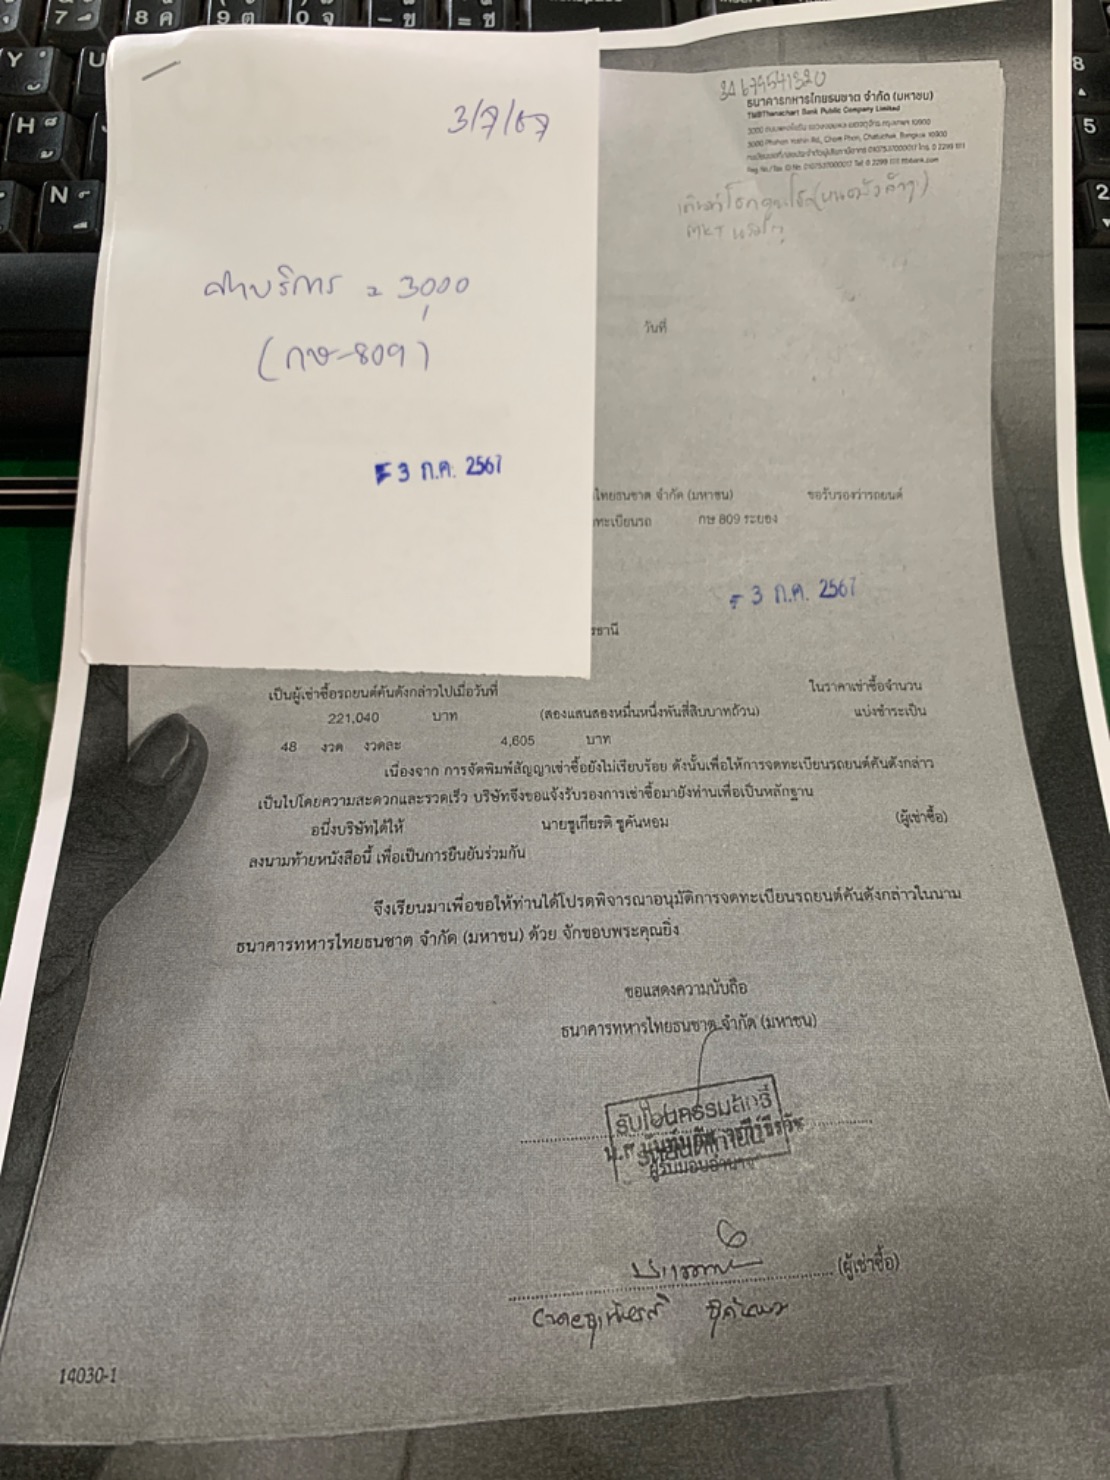 3/7/67
ค่าบริการ = 3,000
(กษ-809)
3 ก.ค. 2567
ธนาคารทหารไทยธนชาต จำกัด (มหาชน)
TMBThanachart Bank Public Company Limited
3000 Phahon Yothin Rd., Chom Phon, Chatuchak, Bangkok 10900
วันที่
ไทยธนชาต จำกัด (มหาชน) ขอรับรองว่ารถยนต์
ทะเบียนรถ กษ 809 ระยอง
3 ก.ค. 2567
รธานี
เป็นผู้เช่าซื้อรถยนต์คันดังกล่าวไปเมื่อวันที่ ในราคาเช่าซื้อจำนวน
221,040 บาท (สองแสนสองหมื่นหนึ่งพันสี่สิบบาทถ้วน) แบ่งชำระเป็น
48 งวด งวดละ 4,605 บาท
เนื่องจาก การจัดพิมพ์สัญญาเช่าซื้อยังไม่เรียบร้อย ดังนั้นเพื่อให้การจดทะเบียนรถยนต์คันดังกล่าว
เป็นไปโดยความสะดวกและรวดเร็ว บริษัทจึงขอแจ้งรับรองการเช่าซื้อมายังท่านเพื่อเป็นหลักฐาน
อนึ่งบริษัทได้ให้ นายชูเกียรติ ชูคันหอม (ผู้เช่าซื้อ)
ลงนามท้ายหนังสือนี้ เพื่อเป็นการยืนยันร่วมกัน
จึงเรียนมาเพื่อขอให้ท่านได้โปรดพิจารณาอนุมัติการจดทะเบียนรถยนต์คันดังกล่าวในนาม
ธนาคารทหารไทยธนชาต จำกัด (มหาชน) ด้วย จักขอบพระคุณยิ่ง
ขอแสดงความนับถือ
ธนาคารทหารไทยธนชาต จำกัด (มหาชน)
รับโอนกรรมสิทธิ์
ผู้รับมอบอำนาจ
(ผู้เช่าซื้อ)
14030-1